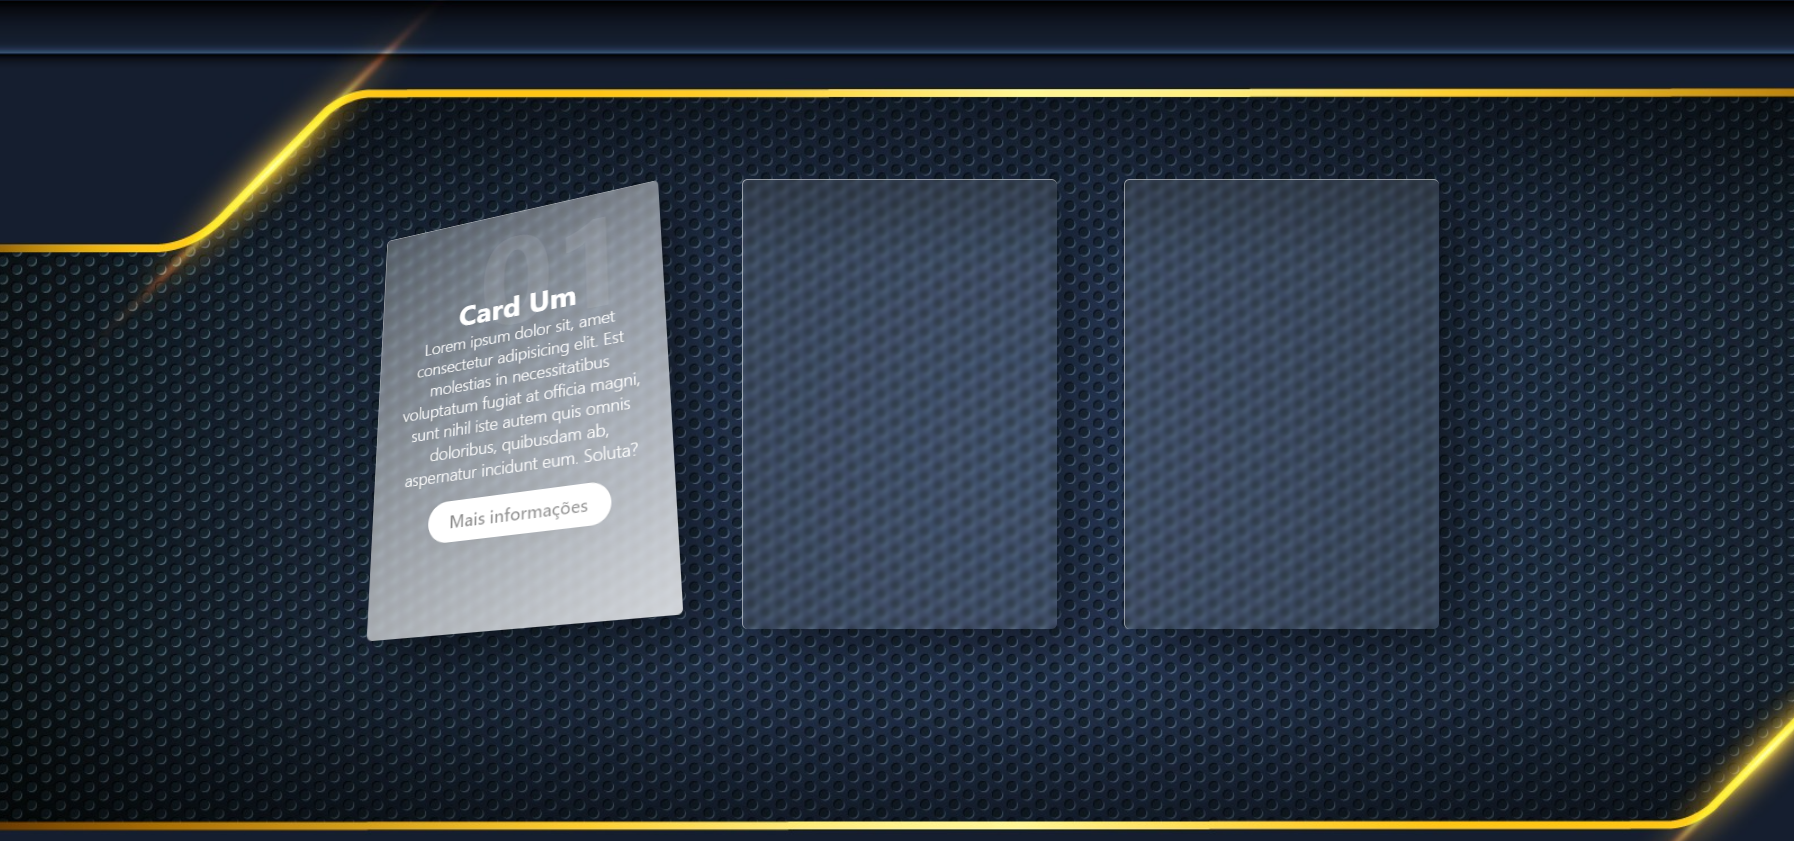 01
Card Um
Lorem ipsum dolor sit, amet
consectetur adipisicing elit. Est
molestias in necessitatibus
voluptatum fugiat at officia magni,
sunt nihil iste autem quis omnis
doloribus, quibusdam ab,
aspernatur incidunt eum. Soluta?
Mais informações